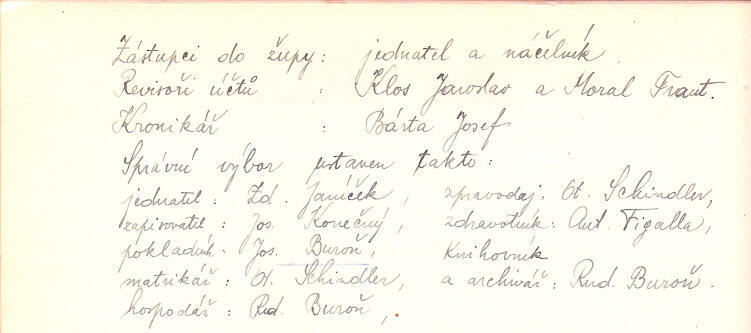 Zástupci do župy: jednatel a náčelník.
Revisoři účtů : Klos Jaroslav a Moral Frant.
Kronikář : Bárta Josef
Správní výbor ustaven takto:
jednatel: Zd. Janíček, zpravodaj: Ot. Schindler,
zapisovatel: Jos. Konečný, zdravotník: Ant. Figalla,
pokladník: Jos. Buroň, knihovník
matrikář: Ot. Schindler, a archivář: Rud. Buroň.
hospodář: Rud. Buroň,